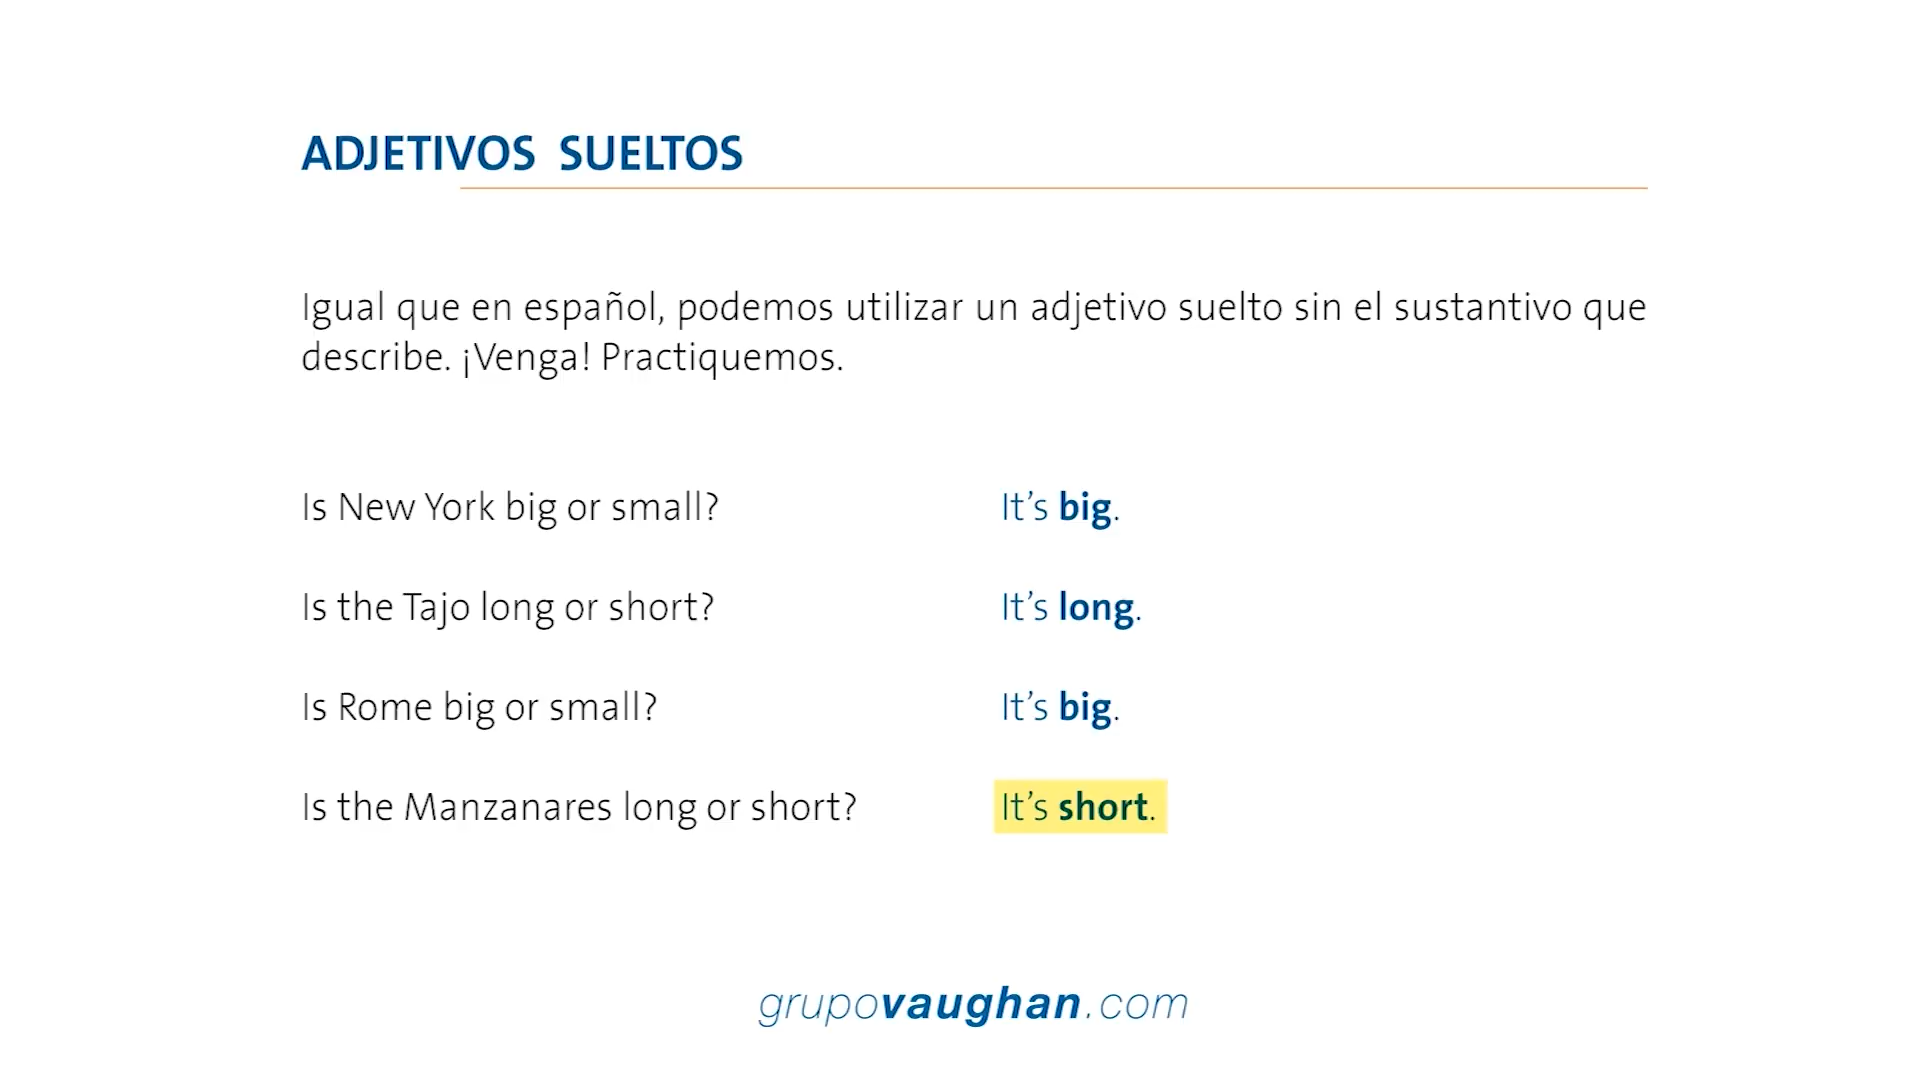 ADJETIVOS SUELTOS
Igual que en español, podemos utilizar un adjetivo suelto sin el sustantivo que
describe. ¡Venga! Practiquemos.
Is New York big or small? It’s big.
Is the Tajo long or short? It’s long.
Is Rome big or small? It’s big.
Is the Manzanares long or short? It’s short.
grupovaughan.com